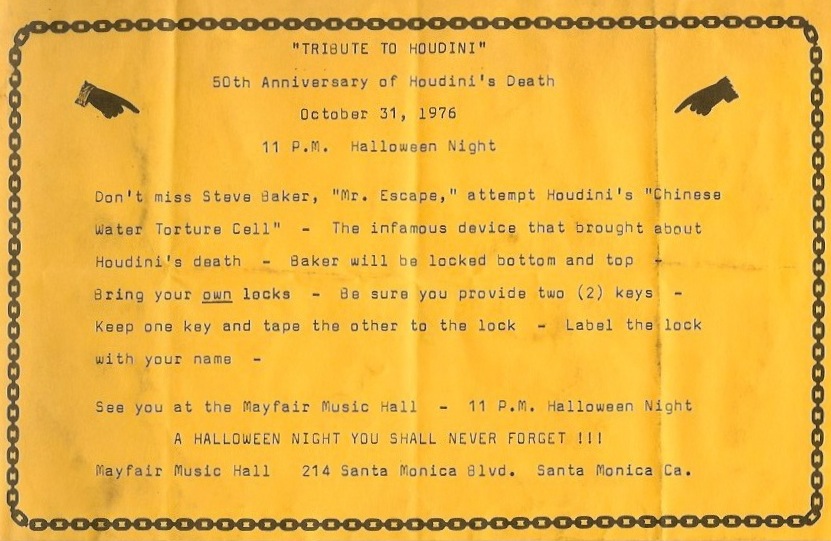 "TRIBUTE TO HOUDINI"
50th Anniversary of Houdini's Death
October 31, 1976
11 P.M.  Halloween Night
Don't miss Steve Baker, "Mr. Escape," attempt Houdini's "Chinese
Water Torture Cell"  -  The infamous device that brought about
Houdini's death  -  Baker will be locked bottom and top  -
Bring your own locks  -  Be sure you provide two (2) keys  -
Keep one key and tape the other to the lock  -  Label the lock
with your name  -
See you at the Mayfair Music Hall  -  11 P.M. Halloween Night
A HALLOWEEN NIGHT YOU SHALL NEVER FORGET !!!
Mayfair Music Hall   214 Santa Monica Blvd.  Santa Monica Ca.